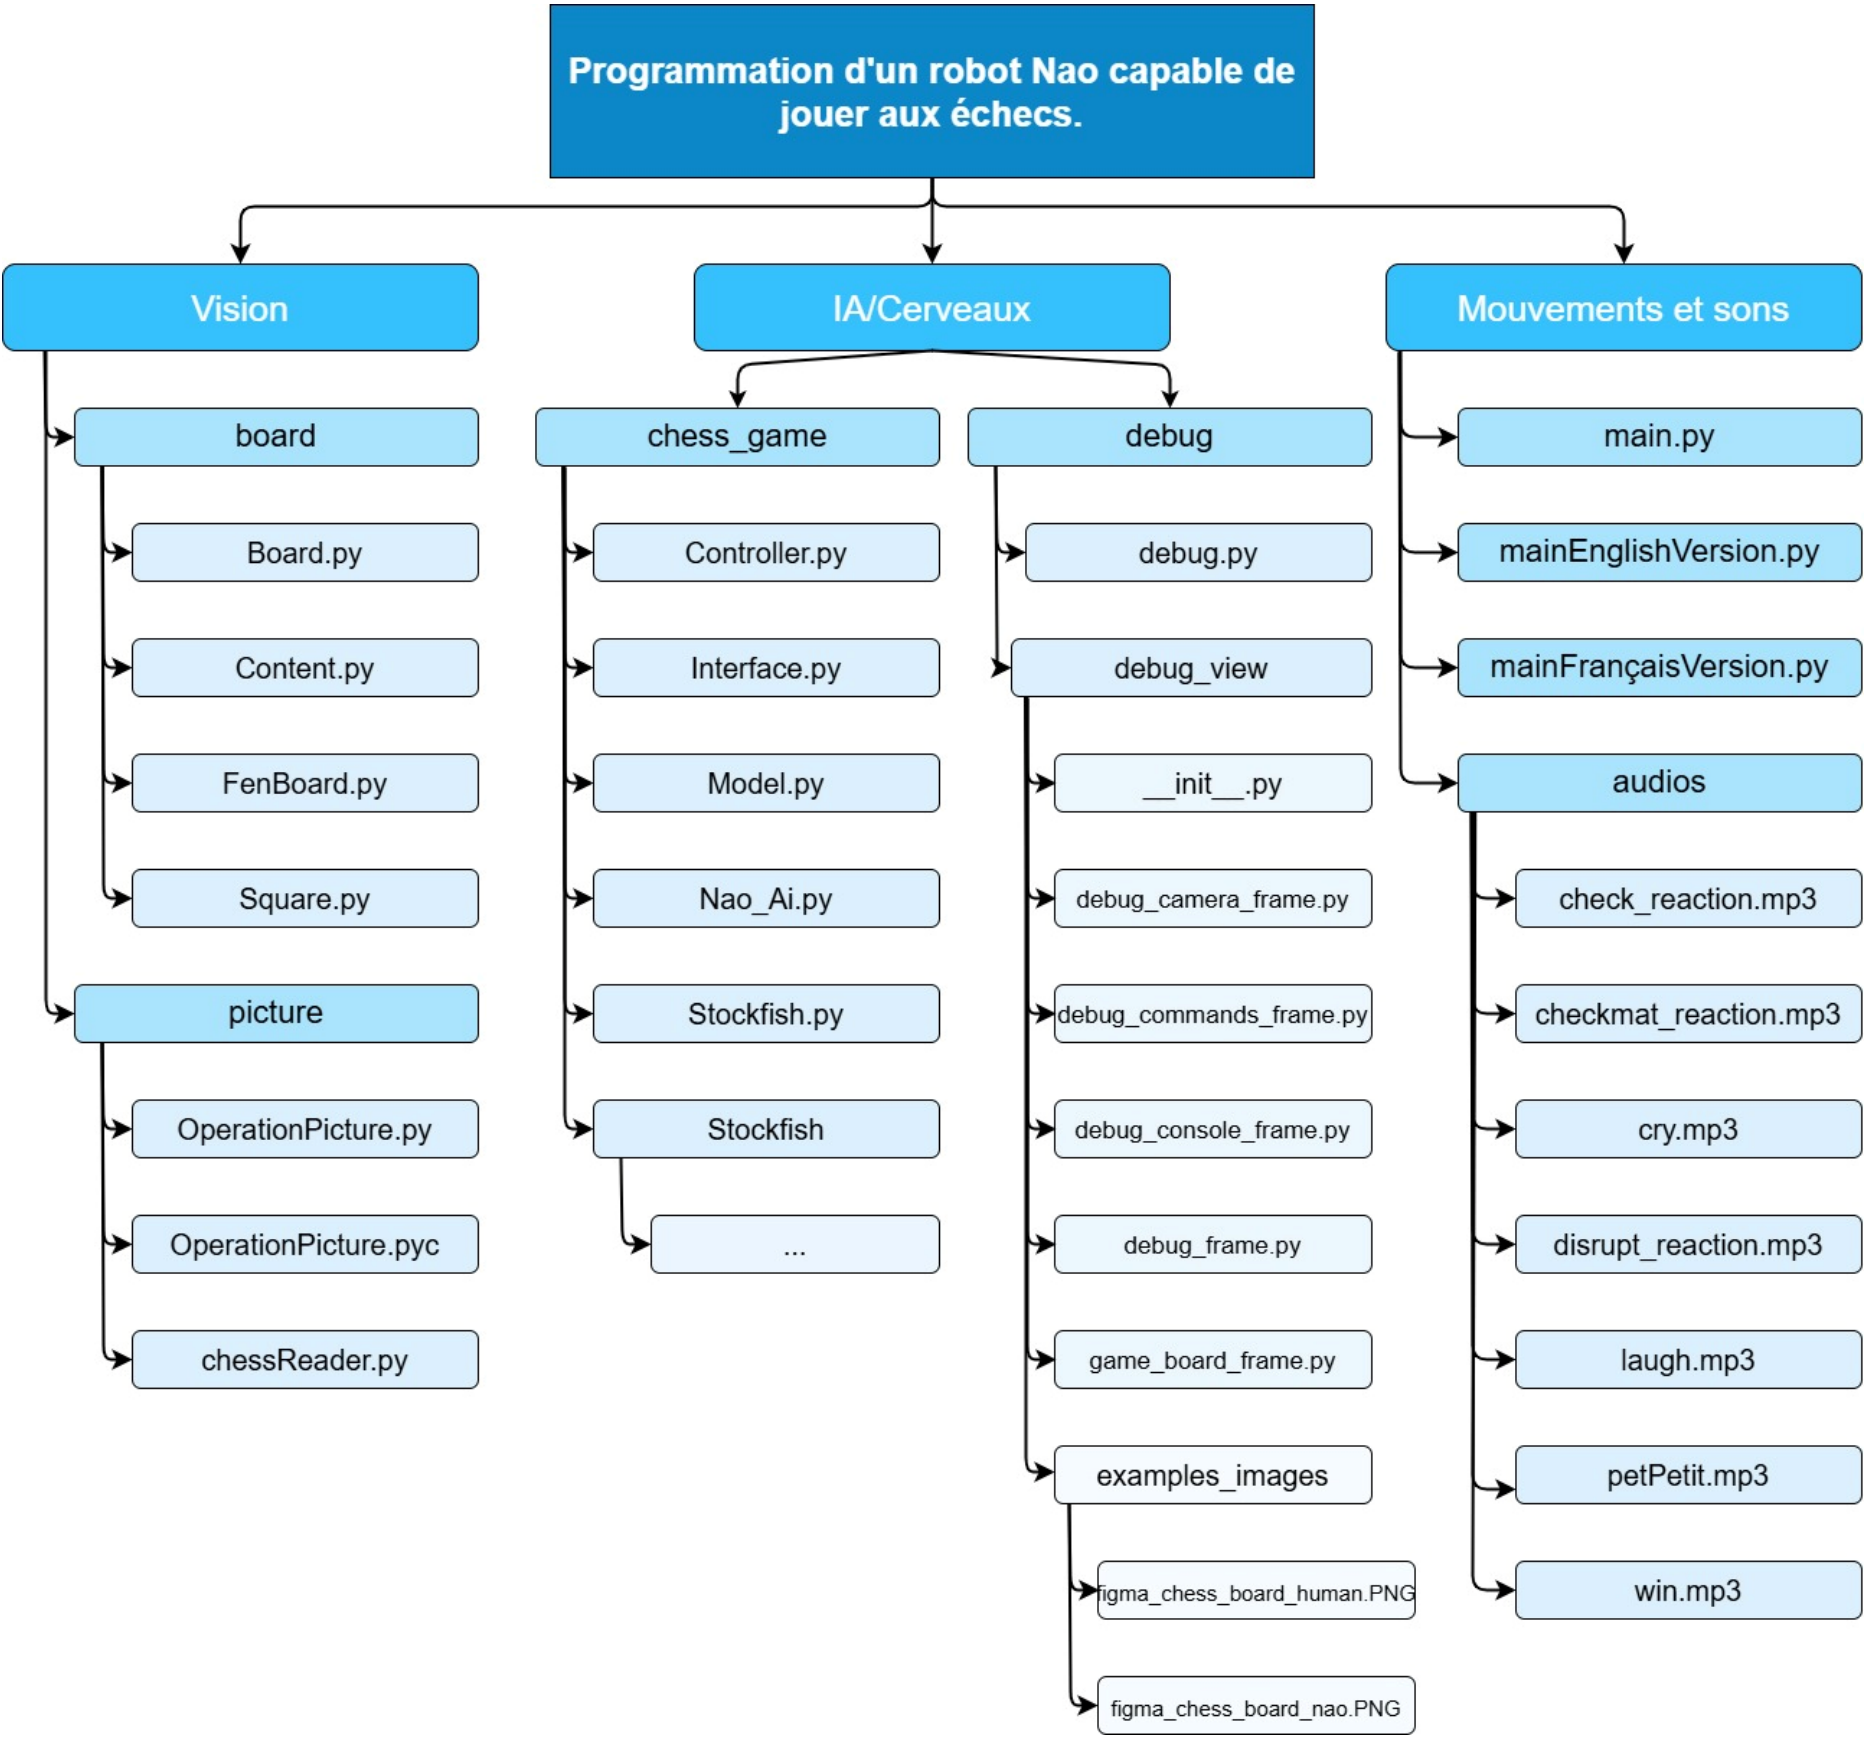 Programmation d'un robot Nao capable de
jouer aux échecs.
Vision
board
Board.py
Content.py
FenBoard.py
Square.py
picture
OperationPicture.py
OperationPicture.pyc
chessReader.py
IA/Cerveaux
chess_game
Controller.py
Interface.py
Model.py
Nao_Ai.py
Stockfish.py
Stockfish
...
debug
debug.py
debug_view
__init__.py
debug_camera_frame.py
debug_commands_frame.py
debug_console_frame.py
debug_frame.py
game_board_frame.py
examples_images
figma_chess_board_human.PNG
figma_chess_board_nao.PNG
Mouvements et sons
main.py
mainEnglishVersion.py
mainFrançaisVersion.py
audios
check_reaction.mp3
checkmat_reaction.mp3
cry.mp3
disrupt_reaction.mp3
laugh.mp3
petPetit.mp3
win.mp3